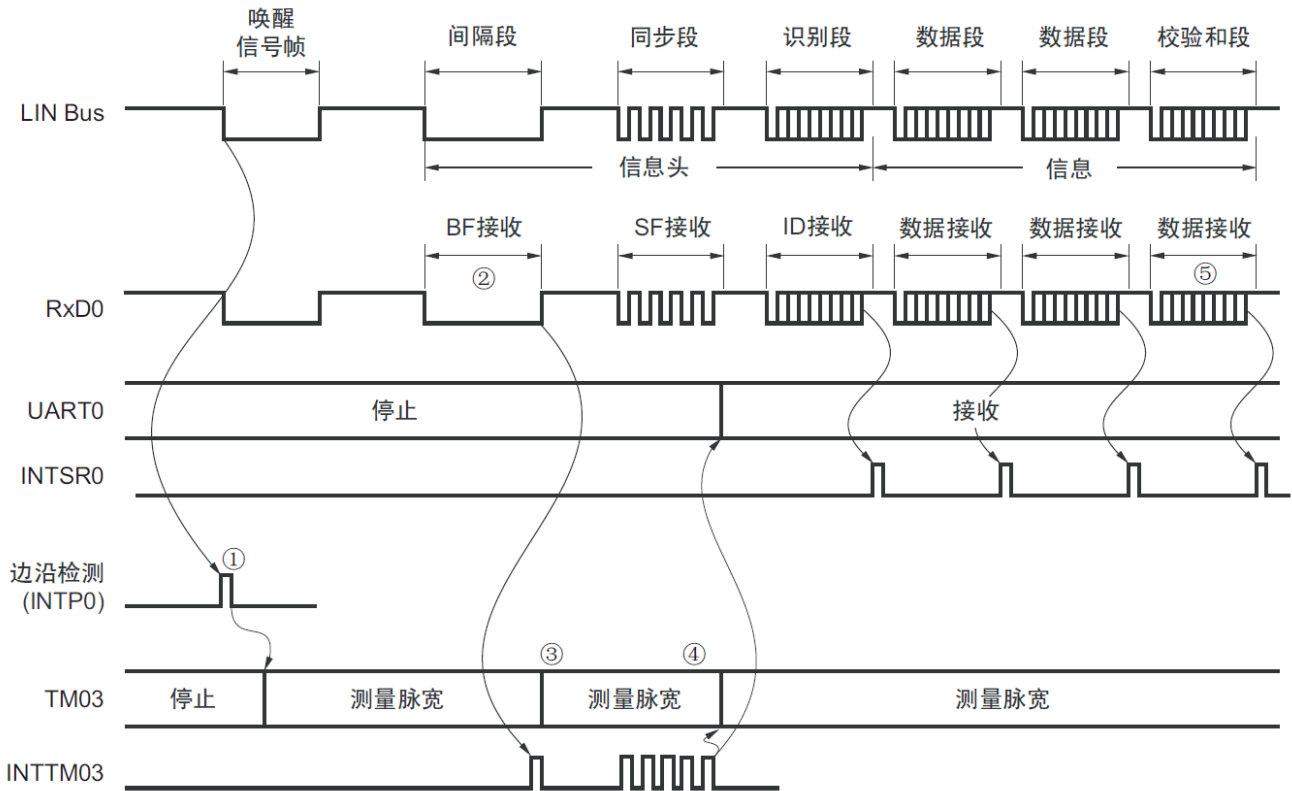 唤醒
信号帧
间隔段
同步段
识别段
数据段
数据段
校验和段
LIN Bus
信息头
信息
BF接收
SF接收
ID接收
数据接收
数据接收
数据接收
②
⑤
RxD0
UART0
停止
接收
INTSR0
边沿检测
(INTP0)
①
③
④
TM03
停止
测量脉宽
测量脉宽
测量脉宽
INTTM03